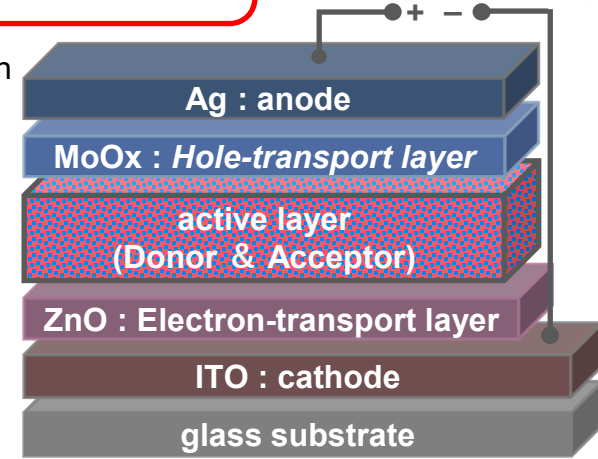 + −
n
Ag : anode
MoOx : Hole-transport layer
active layer
(Donor & Acceptor)
ZnO : Electron-transport layer
ITO : cathode
glass substrate